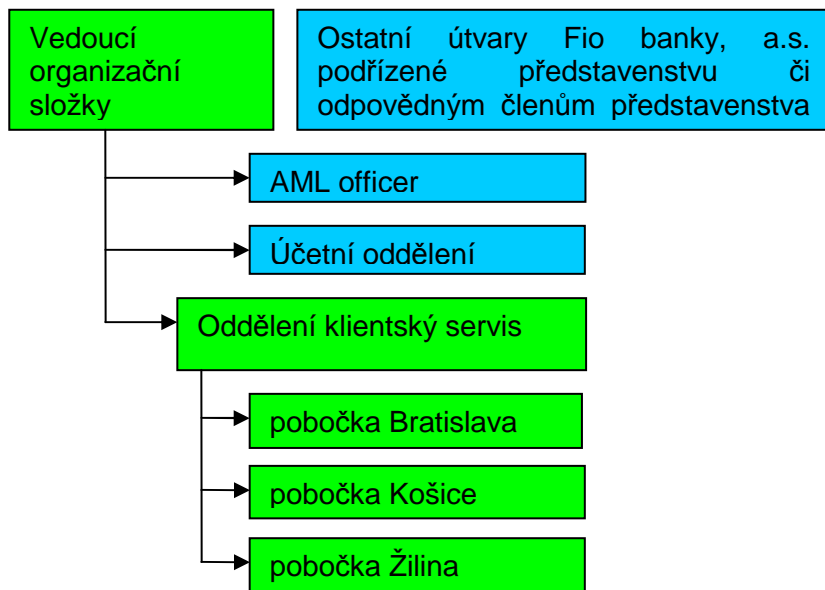 Vedoucí
organizační
složky
Ostatní útvary Fio banky, a.s.
podřízené představenstvu či
odpovědným členům představenstva
AML officer
Účetní oddělení
Oddělení klientský servis
pobočka Bratislava
pobočka Košice
pobočka Žilina